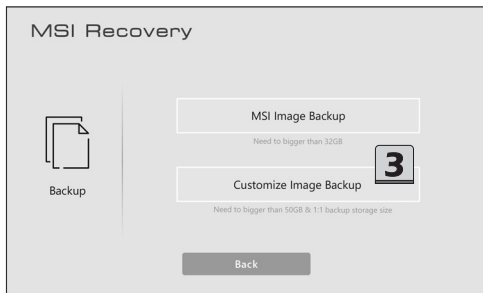 MSI Recovery
MSI Image Backup
Need to bigger than 32GB
3
Customize Image Backup
Need to bigger than 50GB & 1:1 backup storage size
Backup
Back